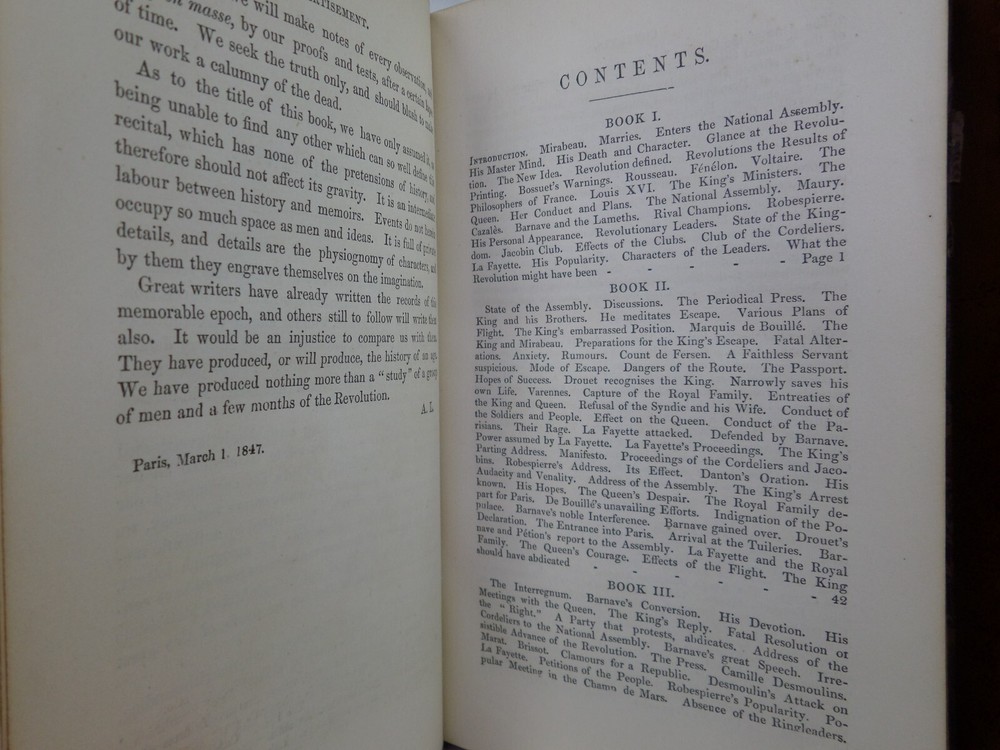 ERTISEMENT.
we will make notes of every observation,
en masse, by our proofs and tests, after a certain
of time. We seek the truth only, and should blush to
our work a calumny of the dead.
As to the title of this book, we have only assumed it, as
being unable to find any other which can so well define this
recital, which has none of the pretensions of history, and
therefore should not affect its gravity. It is an intermediate
labour between history and memoirs. Events do not herein
occupy so much space as men and ideas. It is full of private
details, and details are the physiognomy of characters, and
by them they engrave themselves on the imagination.
Great writers have already written the records of this
memorable epoch, and others still to follow will write them
also. It would be an injustice to compare us with them.
They have produced, or will produce, the history of an age.
We have produced nothing more than a "study" of a group
of men and a few months of the Revolution.
A. L.
Paris, March 1. 1847.
CONTENTS.
BOOK I.
INTRODUCTION. Mirabeau. Marries. Enters the National Assembly.
His Master Mind. His Death and Character. Glance at the Revolu-
tion. The New Idea. Revolution defined. Revolutions the Results of
Printing. Bossuet's Warnings. Rousseau. Fénélon. Voltaire. The
Philosophers of France. Louis XVI. The King's Ministers. The
Queen. Her Conduct and Plans. The National Assembly. Maury.
Cazalès. Barnave and the Lameths. Rival Champions. Robespierre.
His Personal Appearance. Revolutionary Leaders. State of the King-
dom. Jacobin Club. Effects of the Clubs. Club of the Cordeliers.
La Fayette. His Popularity. Characters of the Leaders. What the
Revolution might have been - - - - - Page 1
BOOK II.
State of the Assembly. Discussions. The Periodical Press. The
King and his Brothers. He meditates Escape. Various Plans of
Flight. The King's embarrassed Position. Marquis de Bouillé. The
King and Mirabeau. Preparations for the King's Escape. Fatal Alter-
ations. Anxiety. Rumours. Count de Fersen. A Faithless Servant
suspicious. Mode of Escape. Dangers of the Route. The Passport.
Hopes of Success. Drouet recognises the King. Narrowly saves his
own Life. Varennes. Capture of the Royal Family. Entreaties of
the King and Queen. Refusal of the Syndic and his Wife. Conduct of
the Soldiers and People. Effect on the Queen. Conduct of the Pa-
risians. Their Rage. La Fayette attacked. Defended by Barnave.
Power assumed by La Fayette. La Fayette's Proceedings. The King's
Parting Address. Manifesto. Proceedings of the Cordeliers and Jaco-
bins. Robespierre's Address. Its Effect. Danton's Oration. His
Audacity and Venality. Address of the Assembly. The King's Arrest
known. His Hopes. The Queen's Despair. The Royal Family de-
part for Paris. De Bouillé's unavailing Efforts. Indignation of the Po-
pulace. Barnave's noble Interference. Barnave gained over. Drouet's
Declaration. The Entrance into Paris. Arrival at the Tuileries. Bar-
nave and Pétion's report to the Assembly. La Fayette and the Royal
Family. The Queen's Courage. Effects of the Flight. The King
should have abdicated - - - - - - 42
BOOK III.
The Interregnum. Barnave's Conversion. His Devotion. His
Meetings with the Queen. The King's Reply. Fatal Resolution of
the "Right." A Party that protests, abdicates. Address of the
Cordeliers to the National Assembly. Barnave's great Speech. Irre-
sistible Advance of the Revolution. The Press. Camille Desmoulins.
Marat. Brissot. Clamours for a Republic. Desmoulin's Attack on
La Fayette. Petitions of the People. Robespierre's Popularity. Po-
pular Meeting in the Champ de Mars. Absence of the Ringleaders.